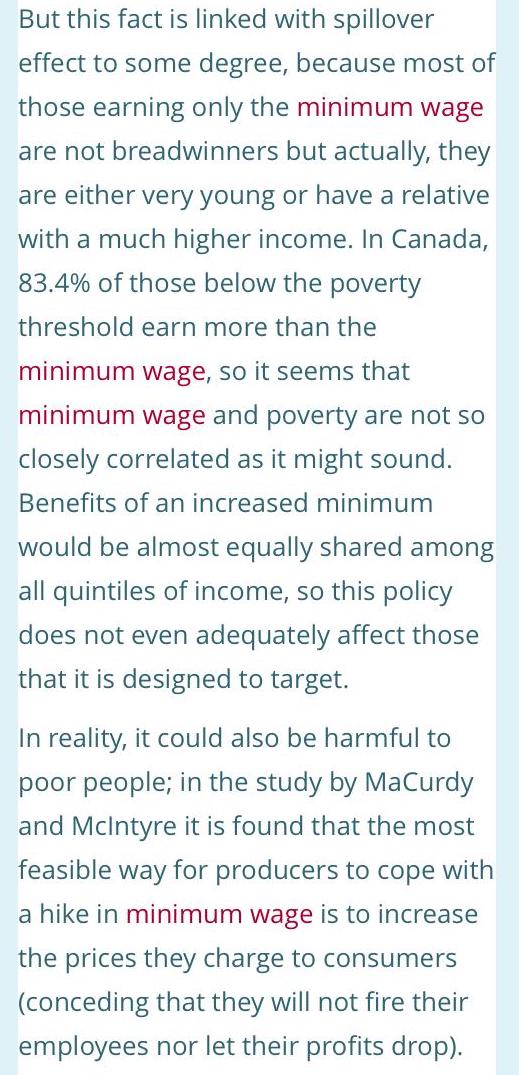 But this fact is linked with spillover
effect to some degree, because most of
those earning only the minimum wage
are not breadwinners but actually, they
are either very young or have a relative
with a much higher income. In Canada,
83.4% of those below the poverty
threshold earn more than the
minimum wage, so it seems that
minimum wage and poverty are not so
closely correlated as it might sound.
Benefits of an increased minimum
would be almost equally shared among
all quintiles of income, so this policy
does not even adequately affect those
that it is designed to target.
In reality, it could also be harmful to
poor people; in the study by MaCurdy
and McIntyre it is found that the most
feasible way for producers to cope with
a hike in minimum wage is to increase
the prices they charge to consumers
(conceding that they will not fire their
employees nor let their profits drop).